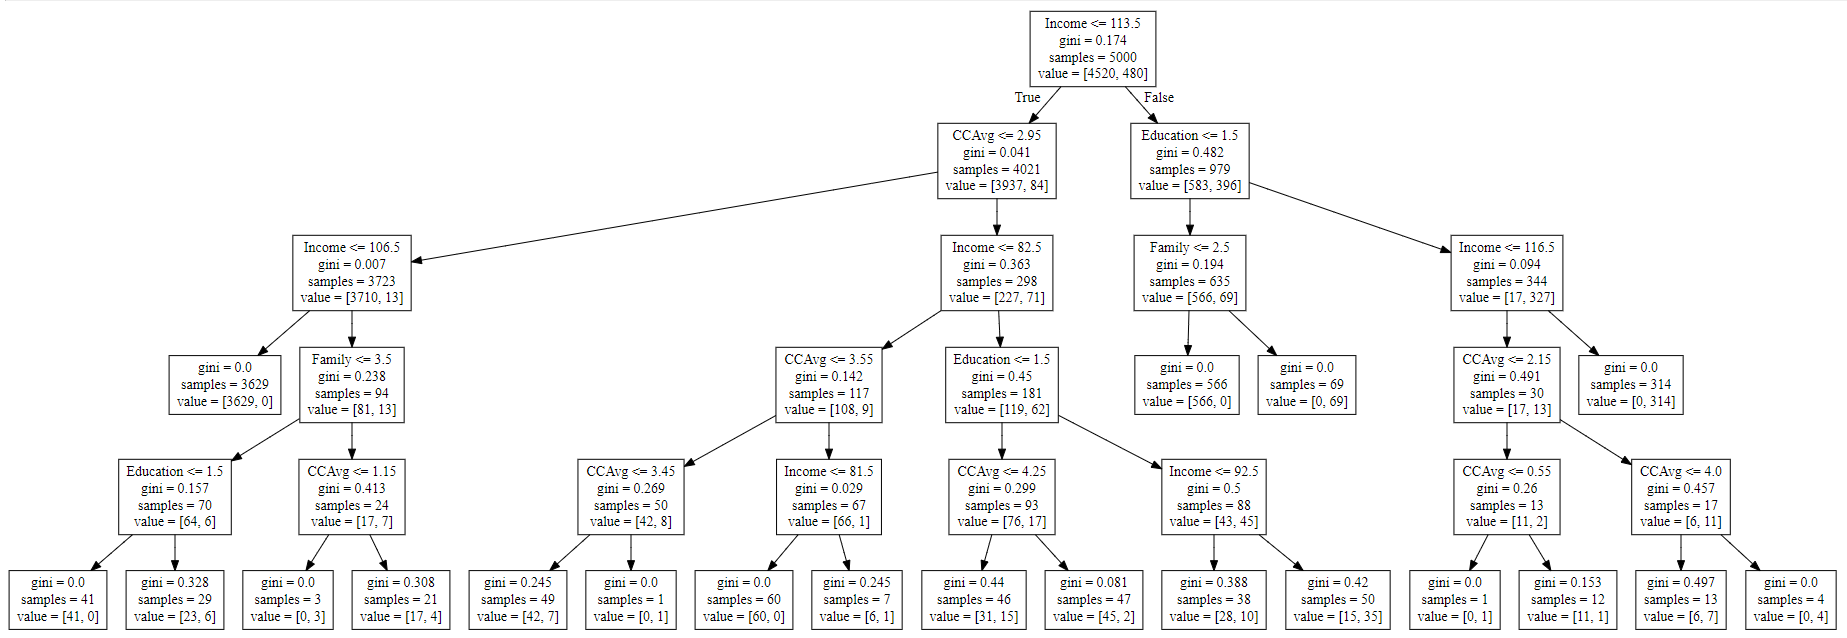 Income <= 113.5
gini = 0.174
samples = 5000
value = [4520, 480]
True
False
CCAvg <= 2.95
gini = 0.041
samples = 4021
value = [3937, 84]
Education <= 1.5
gini = 0.482
samples = 979
value = [583, 396]
Income <= 106.5
gini = 0.007
samples = 3723
value = [3710, 13]
Income <= 82.5
gini = 0.363
samples = 298
value = [227, 71]
Family <= 2.5
gini = 0.194
samples = 635
value = [566, 69]
Income <= 116.5
gini = 0.094
samples = 344
value = [17, 327]
gini = 0.0
samples = 3629
value = [3629, 0]
Family <= 3.5
gini = 0.238
samples = 94
value = [81, 13]
CCAvg <= 3.55
gini = 0.142
samples = 117
value = [108, 9]
Education <= 1.5
gini = 0.45
samples = 181
value = [119, 62]
gini = 0.0
samples = 566
value = [566, 0]
gini = 0.0
samples = 69
value = [0, 69]
CCAvg <= 2.15
gini = 0.491
samples = 30
value = [17, 13]
gini = 0.0
samples = 314
value = [0, 314]
Education <= 1.5
gini = 0.157
samples = 70
value = [64, 6]
CCAvg <= 1.15
gini = 0.413
samples = 24
value = [17, 7]
CCAvg <= 3.45
gini = 0.269
samples = 50
value = [42, 8]
Income <= 81.5
gini = 0.029
samples = 67
value = [66, 1]
CCAvg <= 4.25
gini = 0.299
samples = 93
value = [76, 17]
Income <= 92.5
gini = 0.5
samples = 88
value = [43, 45]
CCAvg <= 0.55
gini = 0.26
samples = 13
value = [11, 2]
CCAvg <= 4.0
gini = 0.457
samples = 17
value = [6, 11]
gini = 0.0
samples = 41
value = [41, 0]
gini = 0.328
samples = 29
value = [23, 6]
gini = 0.0
samples = 3
value = [0, 3]
gini = 0.308
samples = 21
value = [17, 4]
gini = 0.245
samples = 49
value = [42, 7]
gini = 0.0
samples = 1
value = [0, 1]
gini = 0.0
samples = 60
value = [60, 0]
gini = 0.245
samples = 7
value = [6, 1]
gini = 0.44
samples = 46
value = [31, 15]
gini = 0.081
samples = 47
value = [45, 2]
gini = 0.388
samples = 38
value = [28, 10]
gini = 0.42
samples = 50
value = [15, 35]
gini = 0.0
samples = 1
value = [0, 1]
gini = 0.153
samples = 12
value = [11, 1]
gini = 0.497
samples = 13
value = [6, 7]
gini = 0.0
samples = 4
value = [0, 4]